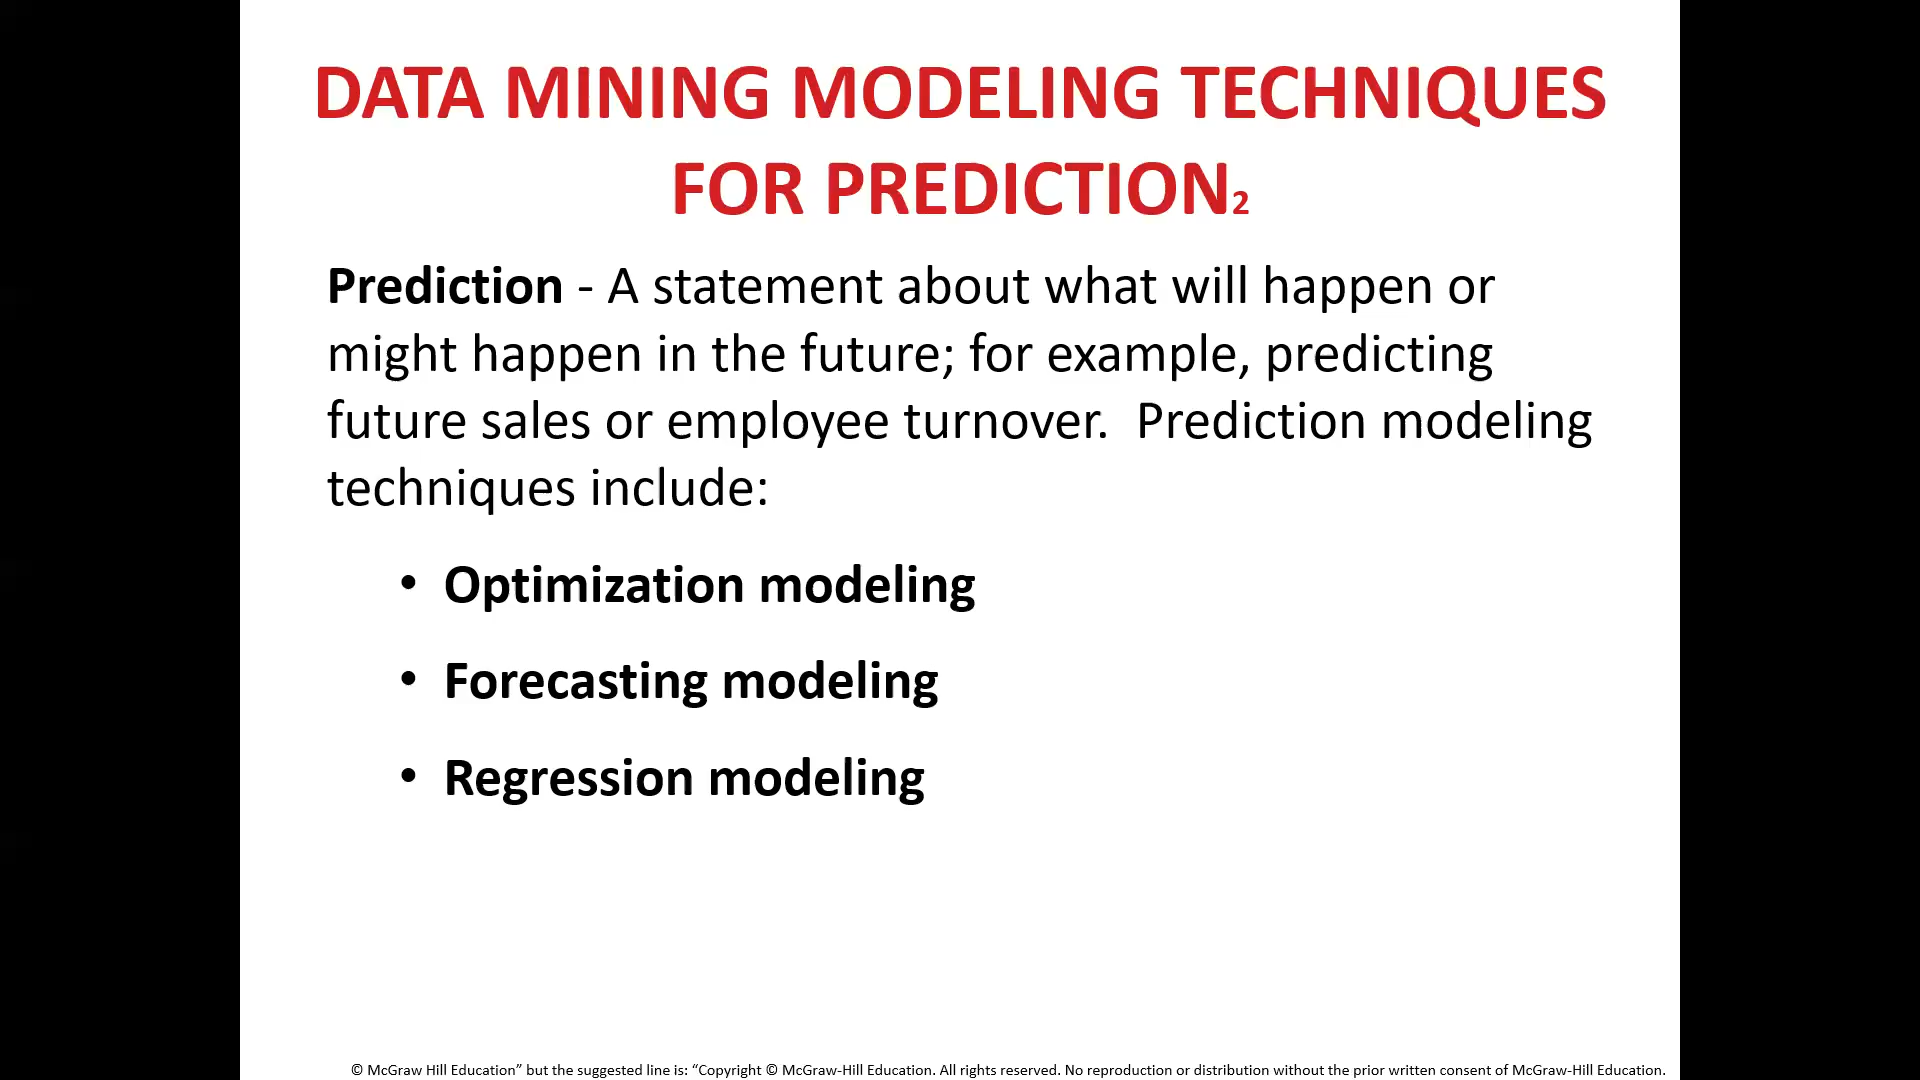 DATA MINING MODELING TECHNIQUES
FOR PREDICTION2
Prediction - A statement about what will happen or
might happen in the future; for example, predicting
future sales or employee turnover.  Prediction modeling
techniques include:
• Optimization modeling
• Forecasting modeling
• Regression modeling
© McGraw Hill Education” but the suggested line is: “Copyright © McGraw-Hill Education. All rights reserved. No reproduction or distribution without the prior written consent of McGraw-Hill Education.